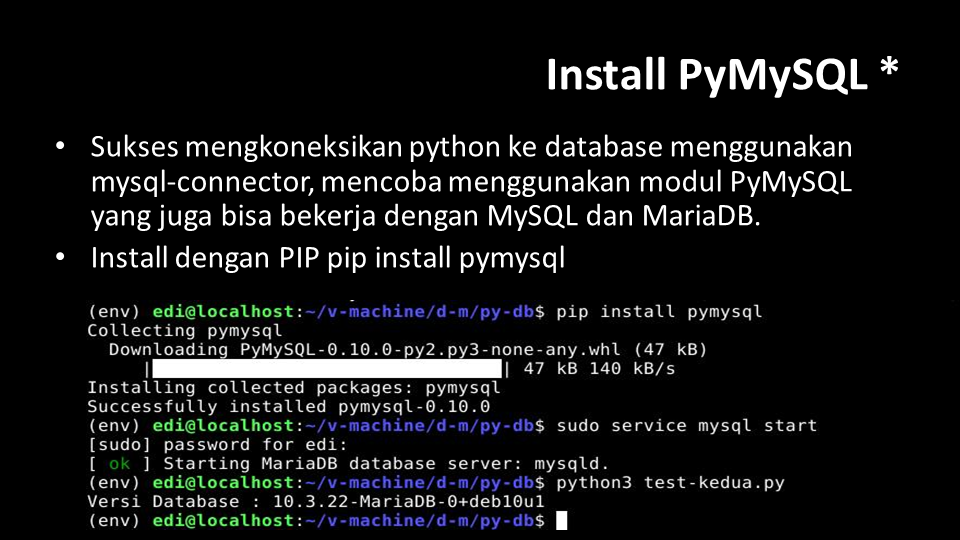 Install PyMySQL *
• Sukses mengkoneksikan python ke database menggunakan
mysql-connector, mencoba menggunakan modul PyMySQL
yang juga bisa bekerja dengan MySQL dan MariaDB.
• Install dengan PIP pip install pymysql
(env) edi@localhost:~/v-machine/d-m/py-db$ pip install pymysql
Collecting pymysql
  Downloading PyMySQL-0.10.0-py2.py3-none-any.whl (47 kB)
     |████████████████████████████████| 47 kB 140 kB/s
Installing collected packages: pymysql
Successfully installed pymysql-0.10.0
(env) edi@localhost:~/v-machine/d-m/py-db$ sudo service mysql start
[sudo] password for edi:
[ ok ] Starting MariaDB database server: mysqld.
(env) edi@localhost:~/v-machine/d-m/py-db$ python3 test-kedua.py
Versi Database : 10.3.22-MariaDB-0+deb10u1
(env) edi@localhost:~/v-machine/d-m/py-db$